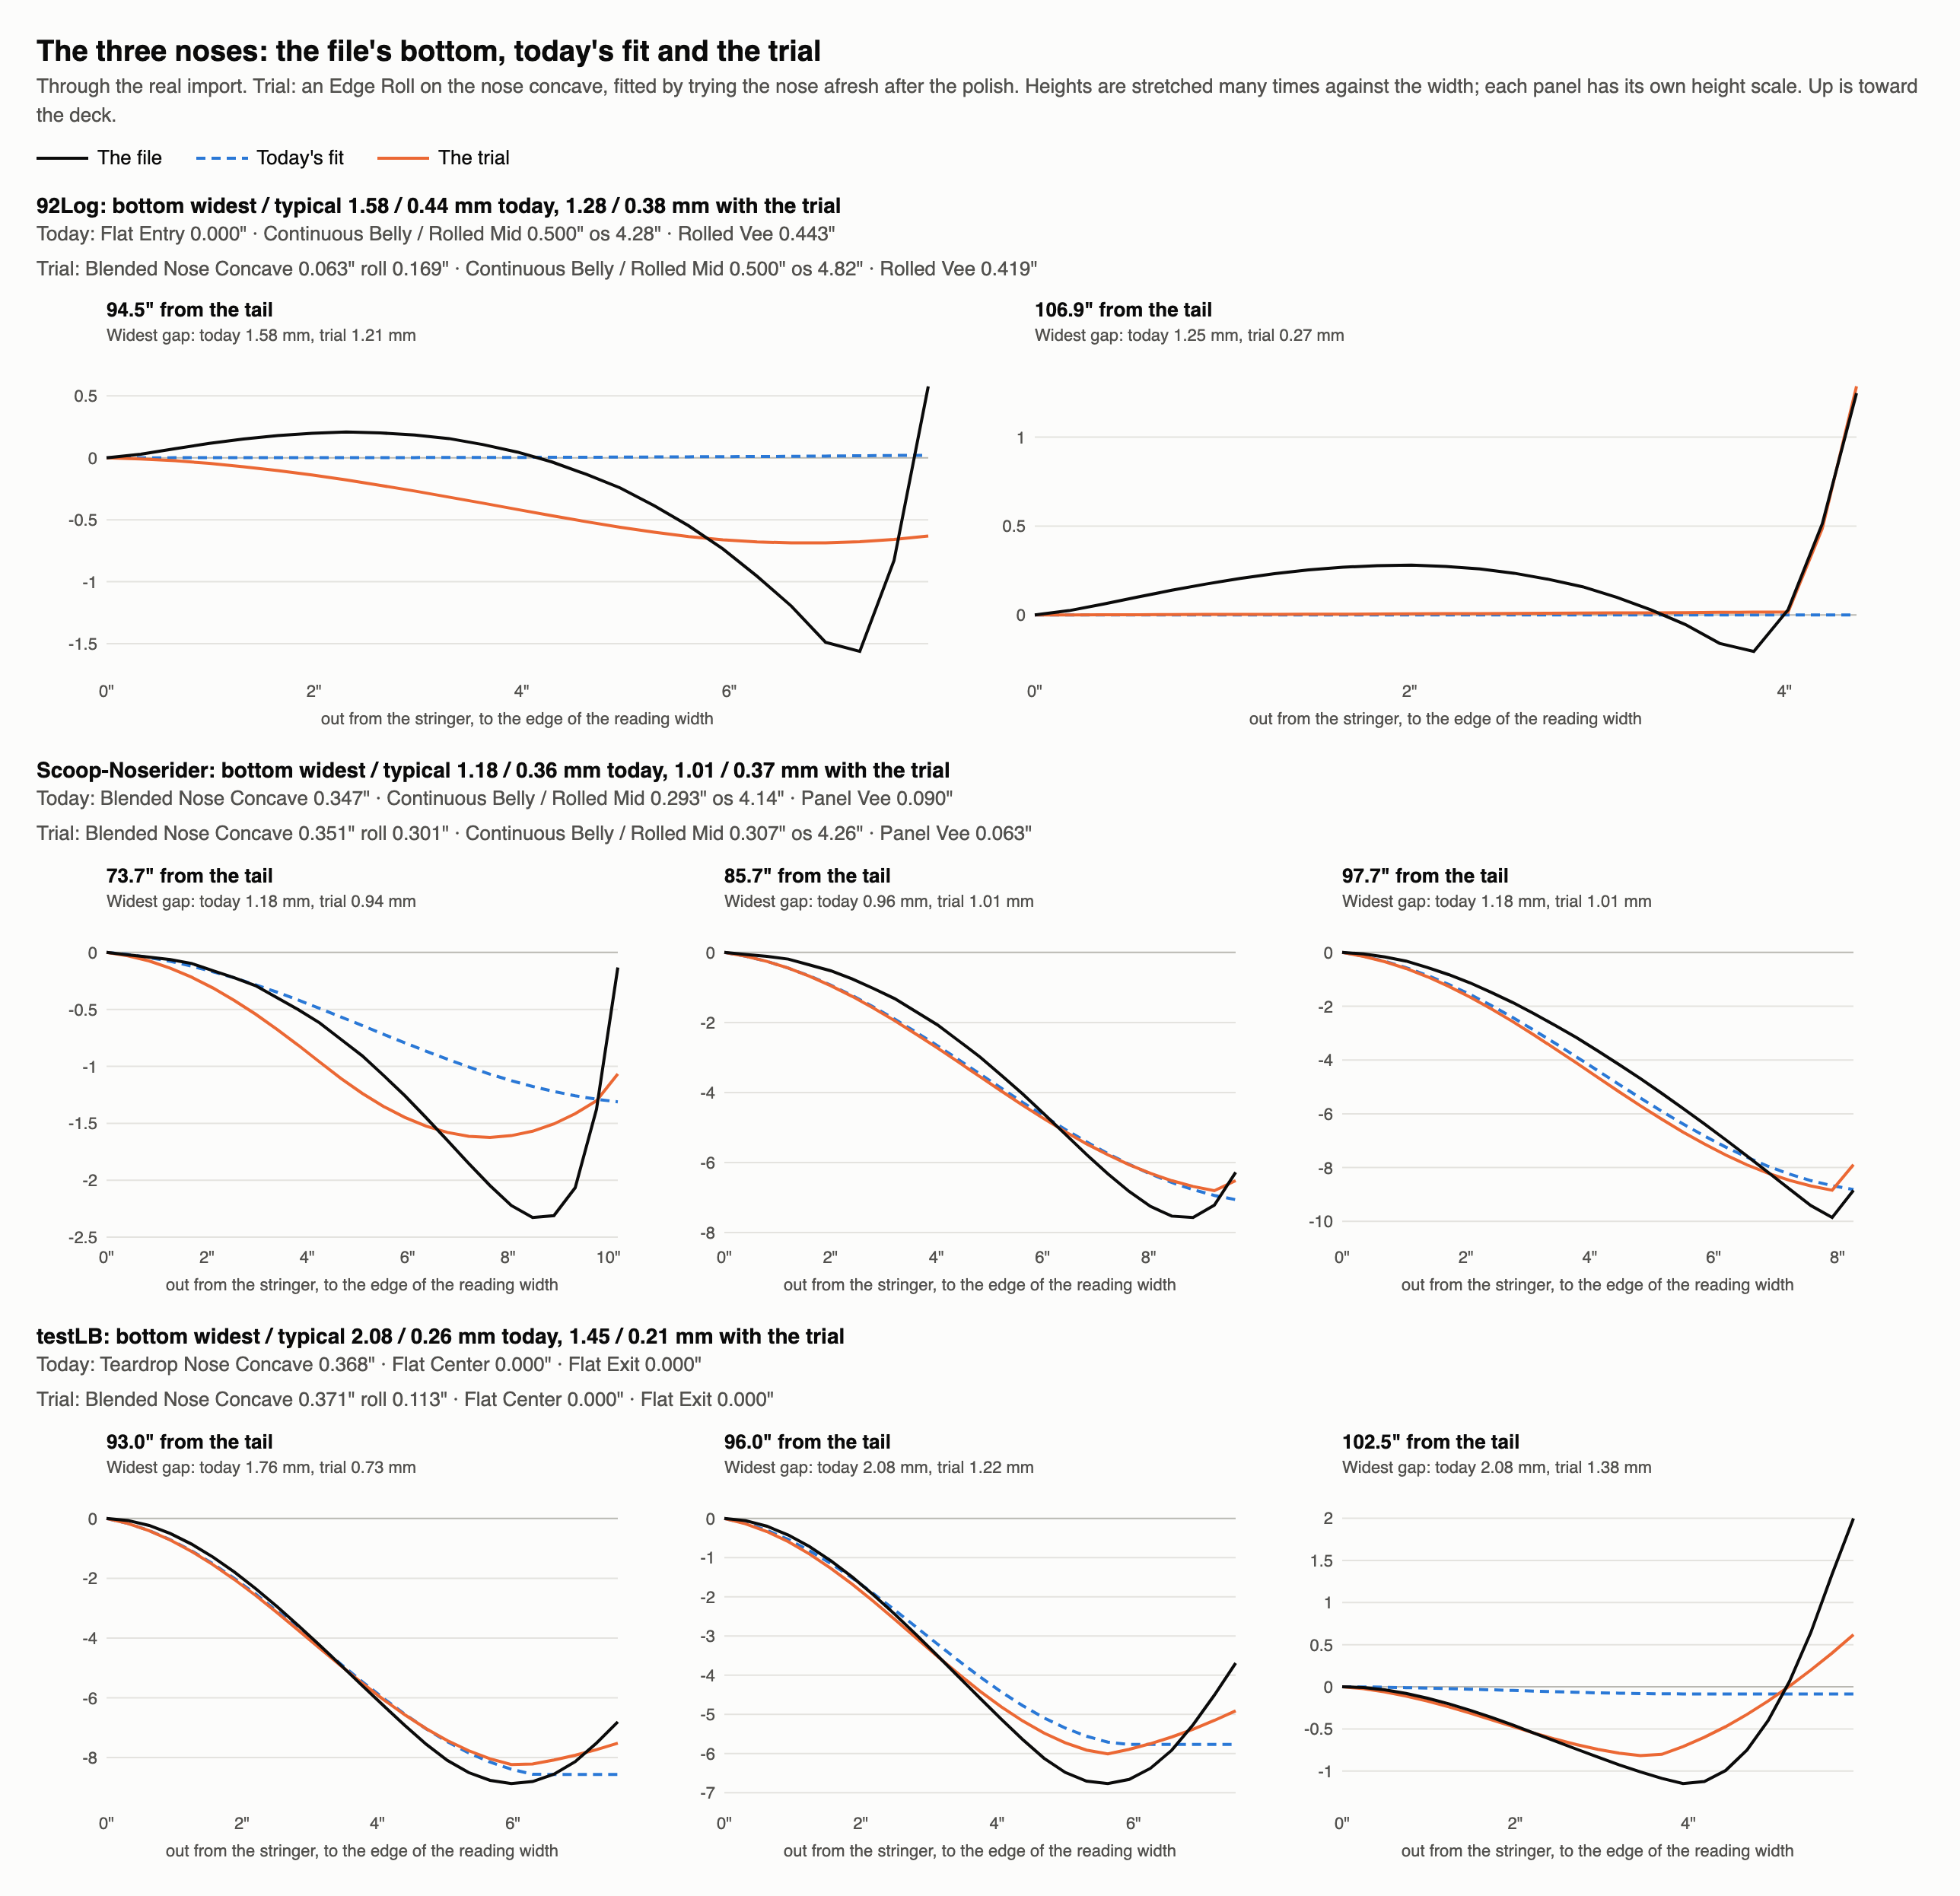 The three noses: the file's bottom, today's fit and the trial
Through the real import. Trial: an Edge Roll on the nose concave, fitted by trying the nose afresh after the polish. Heights are stretched many times against the width; each panel has its own height scale. Up is toward
the deck.
The file Today's fit The trial
92Log: bottom widest / typical 1.58 / 0.44 mm today, 1.28 / 0.38 mm with the trial
Today: Flat Entry 0.000" · Continuous Belly / Rolled Mid 0.500" os 4.28" · Rolled Vee 0.443"
Trial: Blended Nose Concave 0.063" roll 0.169" · Continuous Belly / Rolled Mid 0.500" os 4.82" · Rolled Vee 0.419"
94.5" from the tail
Widest gap: today 1.58 mm, trial 1.21 mm
0.5
0
-0.5
-1
-1.5
0" 2" 4" 6"
out from the stringer, to the edge of the reading width
106.9" from the tail
Widest gap: today 1.25 mm, trial 0.27 mm
1
0.5
0
0" 2" 4"
out from the stringer, to the edge of the reading width
Scoop-Noserider: bottom widest / typical 1.18 / 0.36 mm today, 1.01 / 0.37 mm with the trial
Today: Blended Nose Concave 0.347" · Continuous Belly / Rolled Mid 0.293" os 4.14" · Panel Vee 0.090"
Trial: Blended Nose Concave 0.351" roll 0.301" · Continuous Belly / Rolled Mid 0.307" os 4.26" · Panel Vee 0.063"
73.7" from the tail
Widest gap: today 1.18 mm, trial 0.94 mm
0
-0.5
-1
-1.5
-2
-2.5
0" 2" 4" 6" 8" 10"
out from the stringer, to the edge of the reading width
85.7" from the tail
Widest gap: today 0.96 mm, trial 1.01 mm
0
-2
-4
-6
-8
0" 2" 4" 6" 8"
out from the stringer, to the edge of the reading width
97.7" from the tail
Widest gap: today 1.18 mm, trial 1.01 mm
0
-2
-4
-6
-8
-10
0" 2" 4" 6" 8"
out from the stringer, to the edge of the reading width
testLB: bottom widest / typical 2.08 / 0.26 mm today, 1.45 / 0.21 mm with the trial
Today: Teardrop Nose Concave 0.368" · Flat Center 0.000" · Flat Exit 0.000"
Trial: Blended Nose Concave 0.371" roll 0.113" · Flat Center 0.000" · Flat Exit 0.000"
93.0" from the tail
Widest gap: today 1.76 mm, trial 0.73 mm
0
-2
-4
-6
-8
0" 2" 4" 6"
out from the stringer, to the edge of the reading width
96.0" from the tail
Widest gap: today 2.08 mm, trial 1.22 mm
0
-1
-2
-3
-4
-5
-6
-7
0" 2" 4" 6"
out from the stringer, to the edge of the reading width
102.5" from the tail
Widest gap: today 2.08 mm, trial 1.38 mm
2
1.5
1
0.5
0
-0.5
-1
0" 2" 4"
out from the stringer, to the edge of the reading width